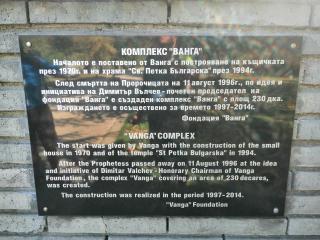 КОМПЛЕКС "ВАНГА"
Началото е поставено от Ванга с построяване на къщичката
през 1970г. и на храма "Св. Петка Българска" през 1994г.
След смъртта на Пророчицата на 11 август 1996г., по идея и
инициатива на Димитър Вълчев - почетен председател на
фондация "Ванга" е създаден комплекс "Ванга" с площ 230 дка.
Изграждането е осъществено за времето 1997-2014г.
Фондация "Ванга"
"VANGA" COMPLEX
The start was given by Vanga with the construction of the small
house in 1970 and of the temple "St Petka Bulgarska" in 1994.
After the Prophetess passed away on 11 August 1996 at the idea
and initiative of Dimitar Valchev - Honorary Chairman of Vanga
Foundation, the complex "Vanga" covering an area of 230 decares,
was created.
The construction was realized in the period 1997-2014.
"Vanga" Foundation